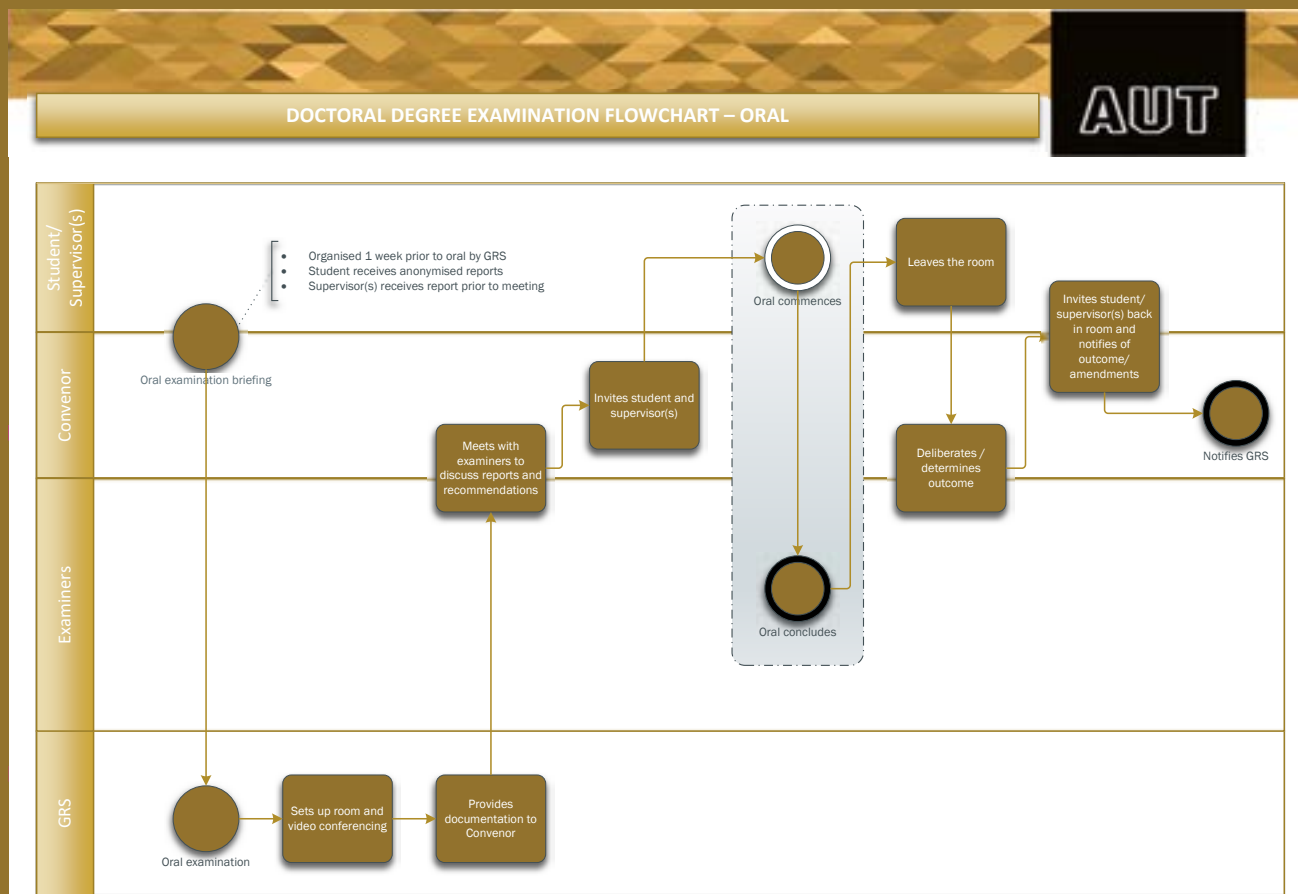 AUT
DOCTORAL DEGREE EXAMINATION FLOWCHART – ORAL
Student/
Supervisor(s)
• Organised 1 week prior to oral by GRS
• Student receives anonymised reports
• Supervisor(s) receives report prior to meeting
Oral commences
Leaves the room
Convenor
Oral examination briefing
Invites student and
supervisor(s)
Meets with
examiners to
discuss reports and
recommendations
Deliberates /
determines
outcome
Invites student/
supervisor(s) back
in room and
notifies of
outcome/
amendments
Notifies GRS
Examiners
Oral concludes
GRS
Oral examination
Sets up room and
video conferencing
Provides
documentation to
Convenor